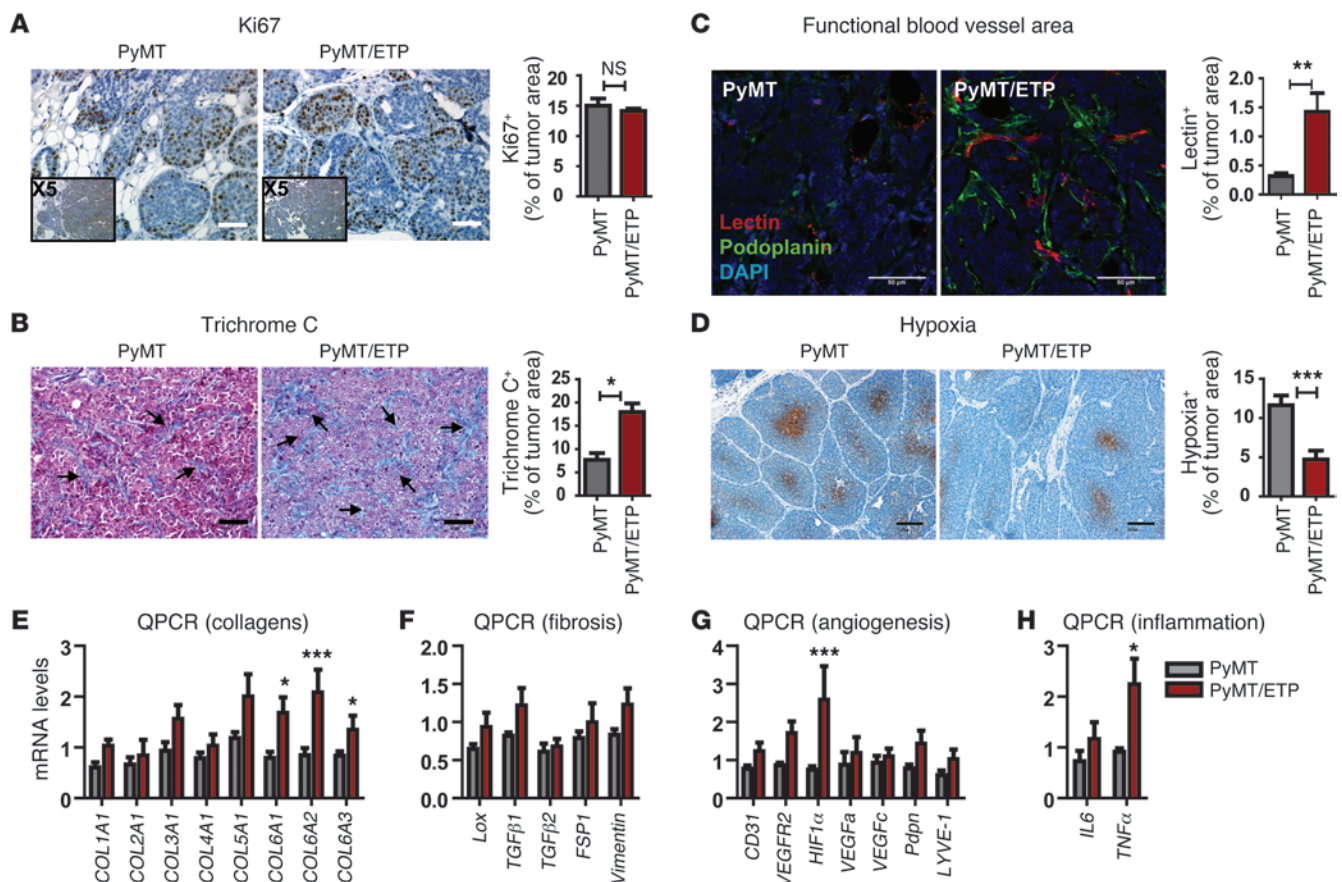 A
Ki67
PyMT
PyMT/ETP
X5
X5
Ki67+
(% of tumor area)
20
15
10
5
0
NS
PyMT
PyMT/ETP
B
Trichrome C
PyMT
PyMT/ETP
Trichrome C+
(% of tumor area)
25
20
15
10
5
0
*
PyMT
PyMT/ETP
C
Functional blood vessel area
PyMT
PyMT/ETP
Lectin
Podoplanin
DAPI
50 µm
50 µm
Lectin+
(% of tumor area)
2.0
1.5
1.0
0.5
0.0
**
PyMT
PyMT/ETP
D
Hypoxia
PyMT
PyMT/ETP
Hypoxia+
(% of tumor area)
15
10
5
0
***
PyMT
PyMT/ETP
E
QPCR (collagens)
mRNA levels
3
2
1
0
*
***
*
COL1A1
COL2A1
COL3A1
COL4A1
COL5A1
COL6A1
COL6A2
COL6A3
F
QPCR (fibrosis)
2.0
1.5
1.0
0.5
0.0
Lox
TGFβ1
TGFβ2
FSP1
Vimentin
G
QPCR (angiogenesis)
4
3
2
1
0
***
CD31
VEGFR2
HIF1α
VEGFa
VEGFc
Pdpn
LYVE-1
H
QPCR (inflammation)
3
2
1
0
*
IL6
TNFα
PyMT
PyMT/ETP